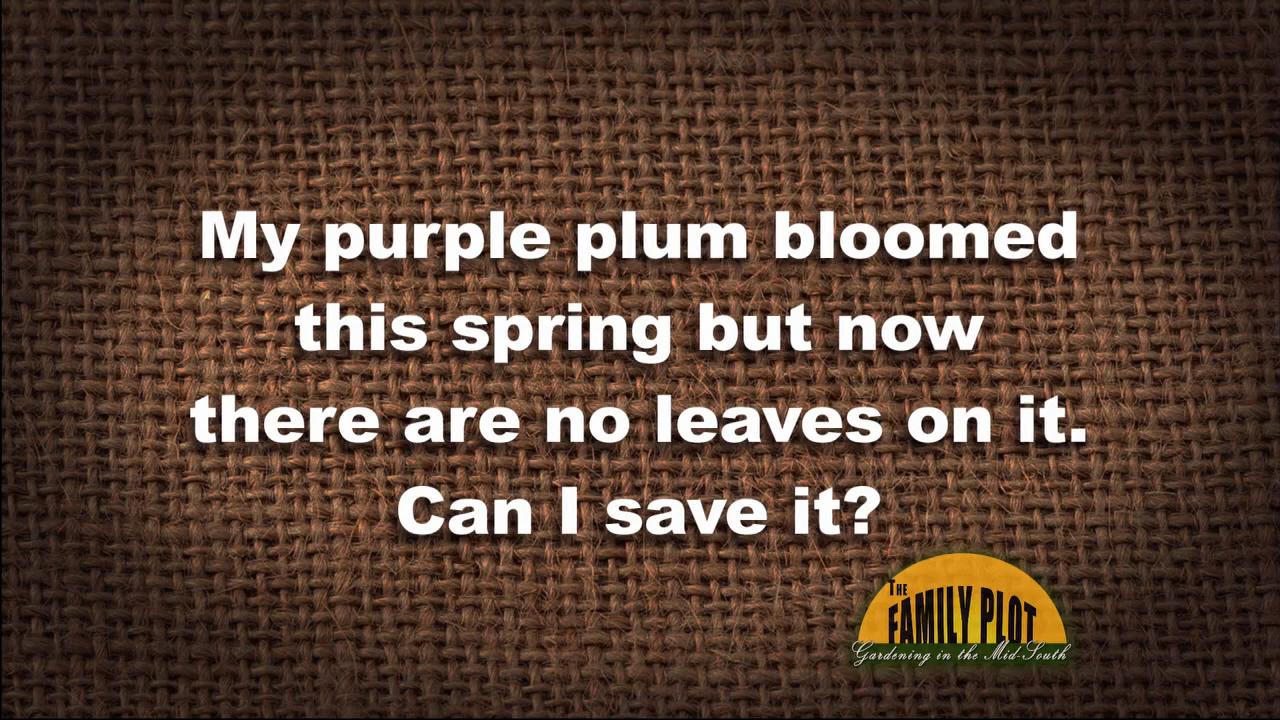 My purple plum bloomed
this spring but now
there are no leaves on it.
Can I save it?
THE
FAMILY PLOT
Gardening in the Mid-South